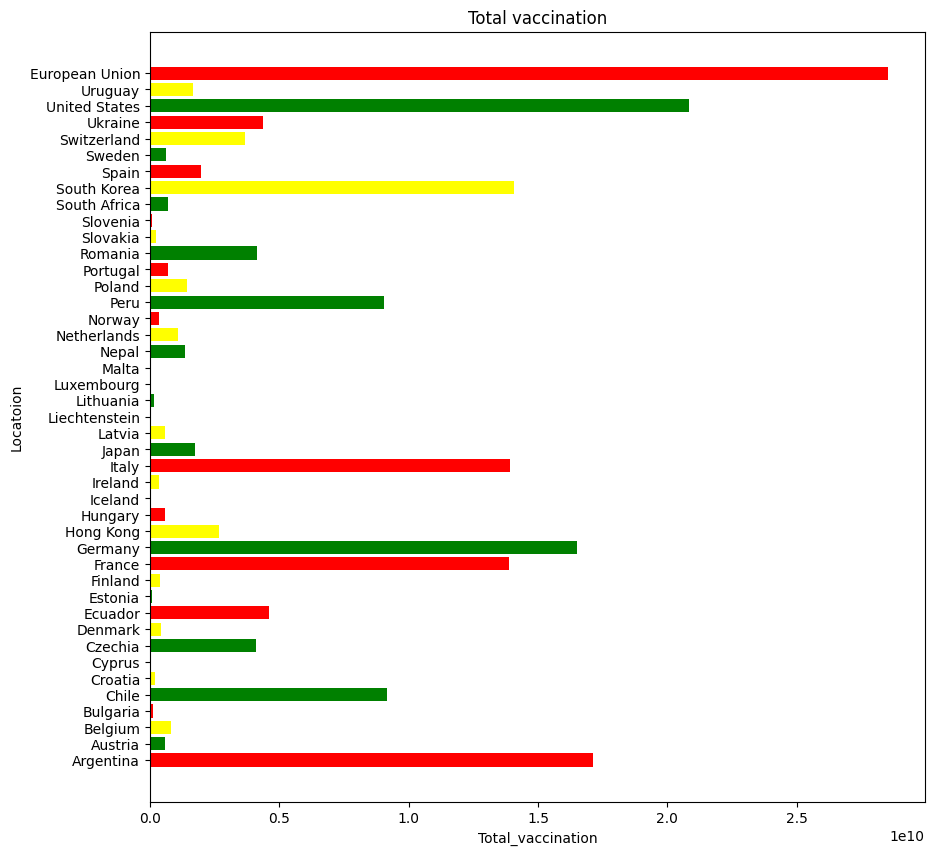 Total vaccination
European Union
Uruguay
United States
Ukraine
Switzerland
Sweden
Spain
South Korea
South Africa
Slovenia
Slovakia
Romania
Portugal
Poland
Peru
Norway
Netherlands
Nepal
Malta
Luxembourg
Lithuania
Liechtenstein
Latvia
Japan
Italy
Ireland
Iceland
Hungary
Hong Kong
Germany
France
Finland
Estonia
Ecuador
Denmark
Czechia
Cyprus
Croatia
Chile
Bulgaria
Belgium
Austria
Argentina
Locatoion
0.0 0.5 1.0 1.5 2.0 2.5
1e10
Total_vaccination